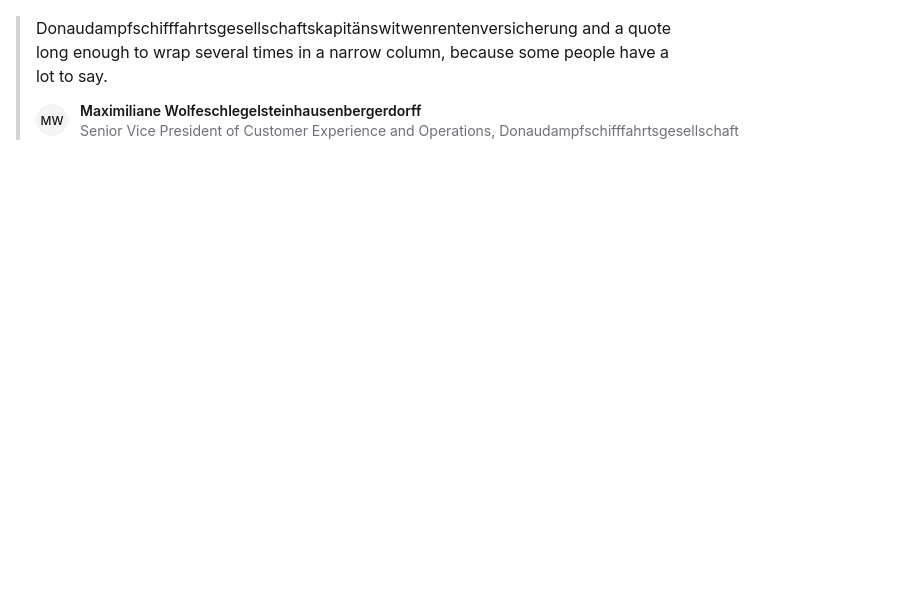 Donaudampfschifffahrtsgesellschaftskapitänswitwenrentenversicherung and a quote
long enough to wrap several times in a narrow column, because some people have a
lot to say.
MW
Maximiliane Wolfeschlegelsteinhausenbergerdorff
Senior Vice President of Customer Experience and Operations, Donaudampfschifffahrtsgesellschaft